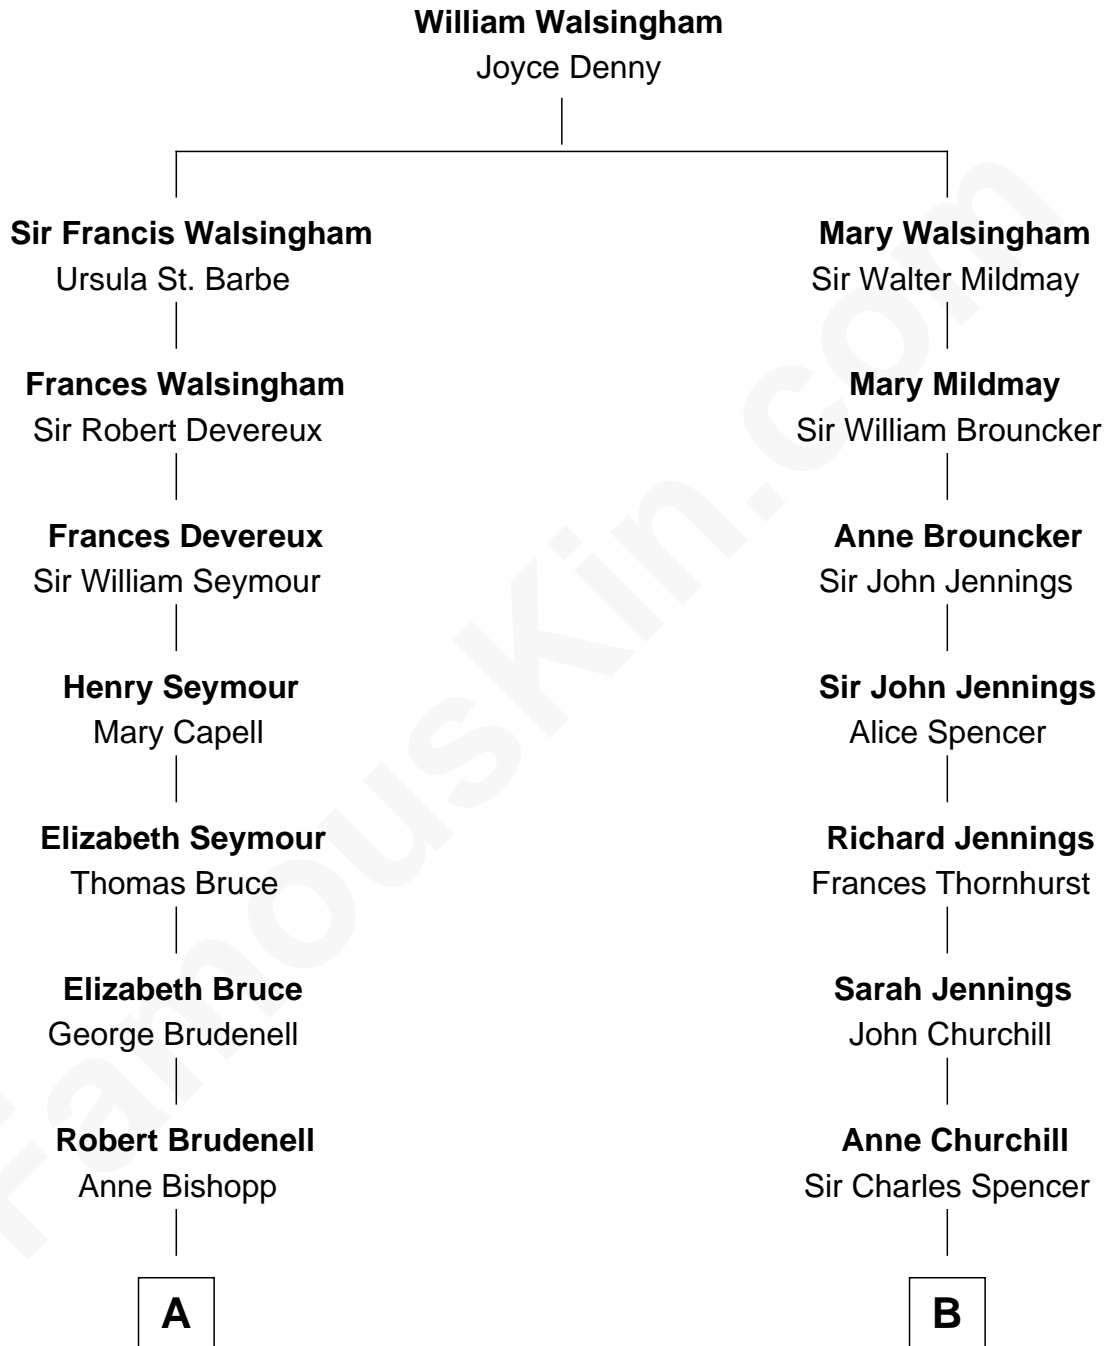 William Walsingham
Joyce Denny
Sir Francis Walsingham
Ursula St. Barbe
Mary Walsingham
Sir Walter Mildmay
Frances Walsingham
Sir Robert Devereux
Mary Mildmay
Sir William Brouncker
Frances Devereux
Sir William Seymour
Anne Brouncker
Sir John Jennings
Henry Seymour
Mary Capell
Sir John Jennings
Alice Spencer
Elizabeth Seymour
Thomas Bruce
Richard Jennings
Frances Thornhurst
Elizabeth Bruce
George Brudenell
Sarah Jennings
John Churchill
Robert Brudenell
Anne Bishopp
Anne Churchill
Sir Charles Spencer
A
B
FamousKin.com